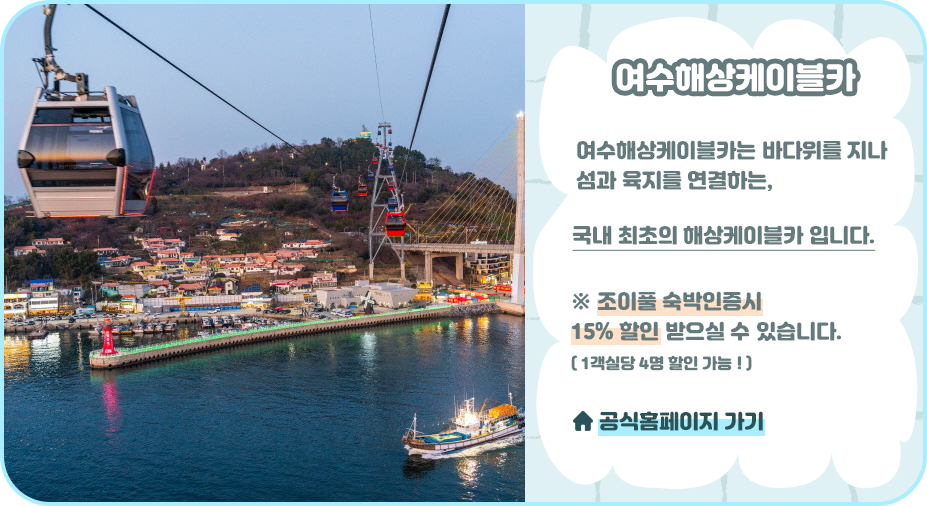 여수해상케이블카
여수해상케이블카는 바다위를 지나
섬과 육지를 연결하는,
국내 최초의 해상케이블카 입니다.
※ 조이풀 숙박인증시
15% 할인 받으실 수 있습니다.
( 1객실당 4명 할인 가능 ! )
공식홈페이지 가기